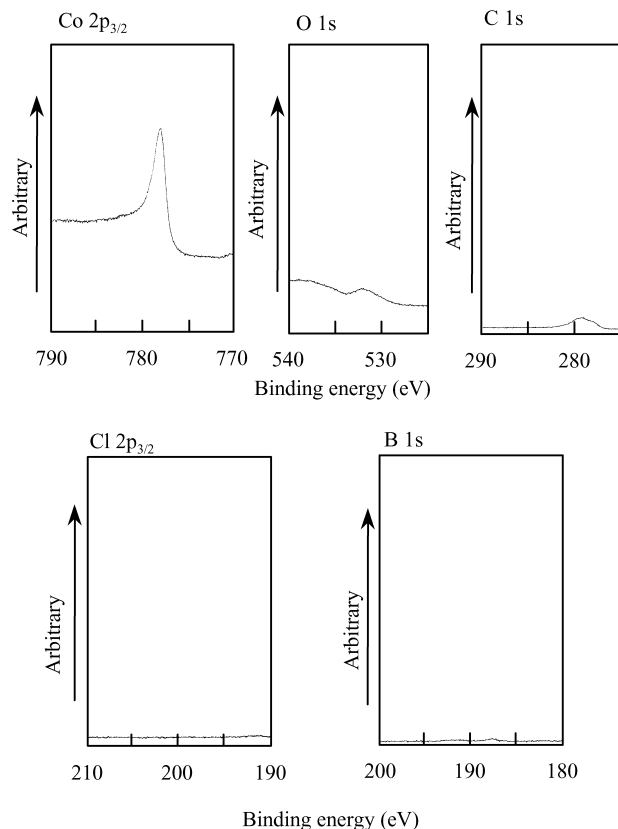 Co 2p3/2
O 1s
C 1s
Arbitrary
Arbitrary
Arbitrary
790 780 770
540 530
290 280
Binding energy (eV)
Cl 2p3/2
B 1s
Arbitrary
Arbitrary
210 200 190
200 190 180
Binding energy (eV)